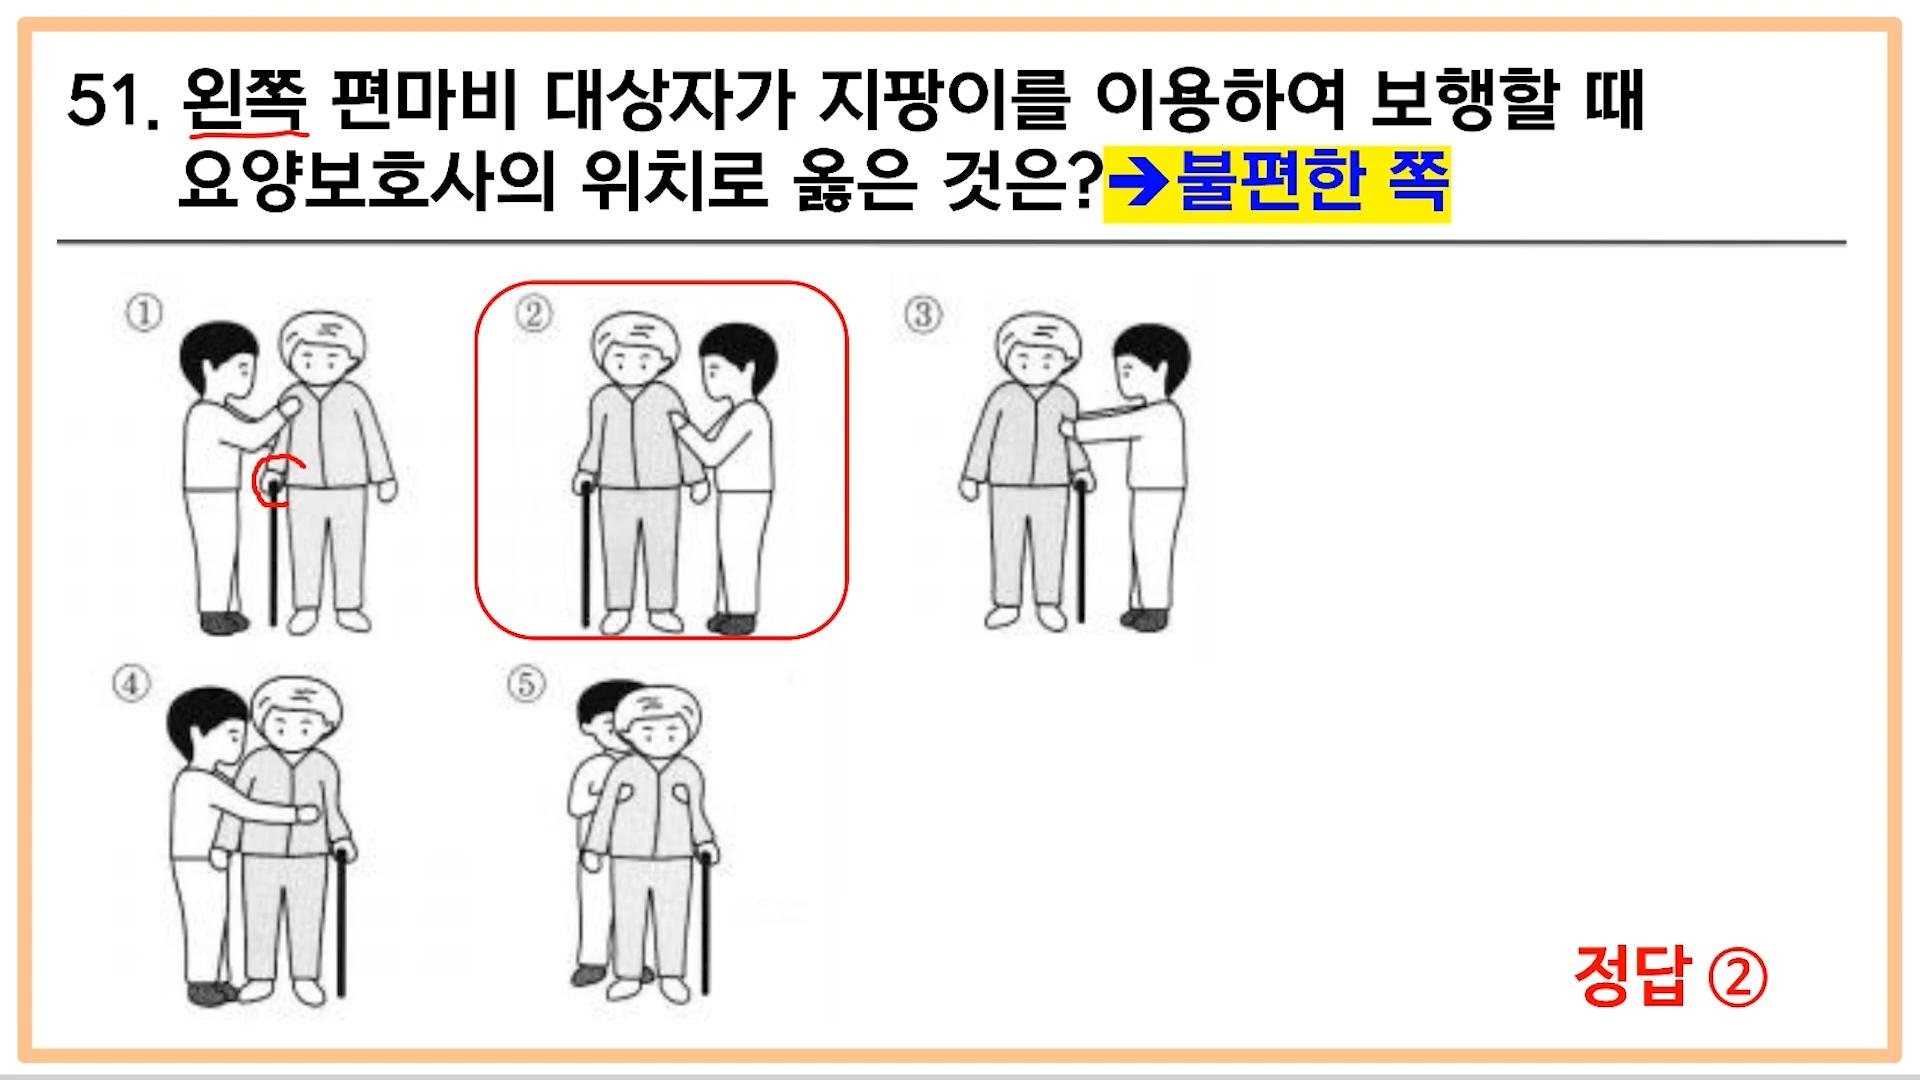 51. 왼쪽 편마비 대상자가 지팡이를 이용하여 보행할 때
요양보호사의 위치로 옳은 것은?➔불편한 쪽
① ② ③
④ ⑤
정답 ②